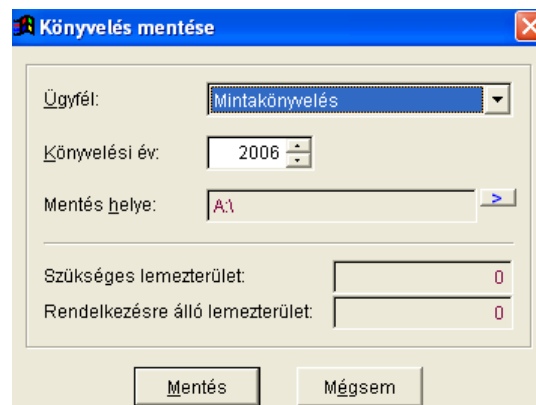 Könyvelés mentése
Ügyfél: Mintakönyvelés
Könyvelési év: 2006
Mentés helye: A:\ >
Szükséges lemezterület: 0
Rendelkezésre álló lemezterület: 0
Mentés Mégsem